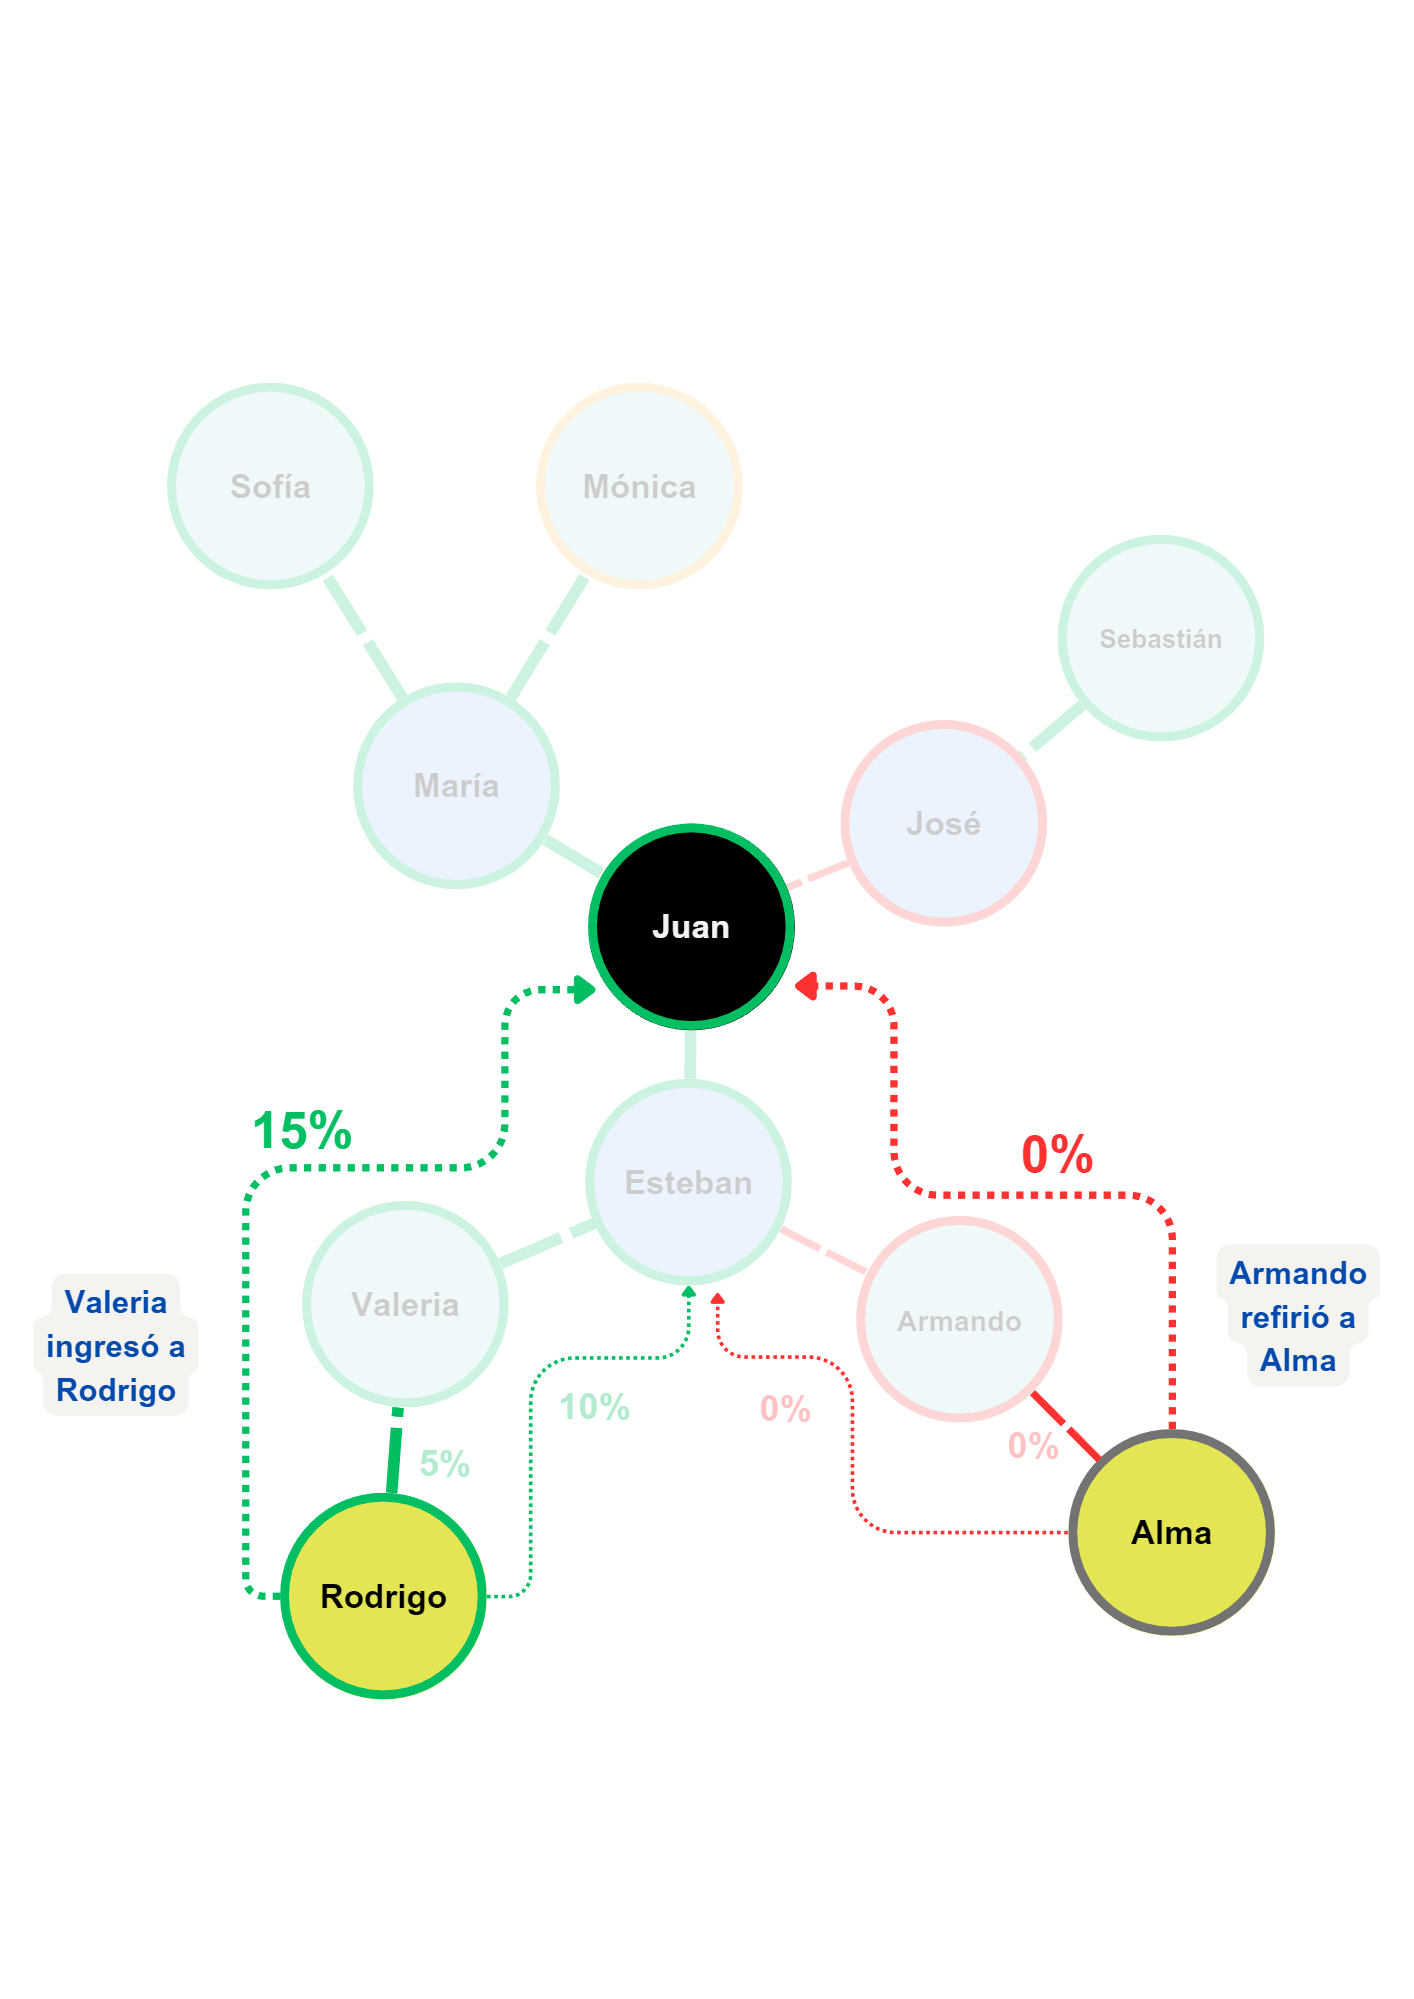 Sofía
Mónica
Sebastián
María
José
Juan
15%
0%
Esteban
Valeria
Armando
Valeria
ingresó a
Rodrigo
Armando
refirió a
Alma
10%
0%
5%
0%
Rodrigo
Alma